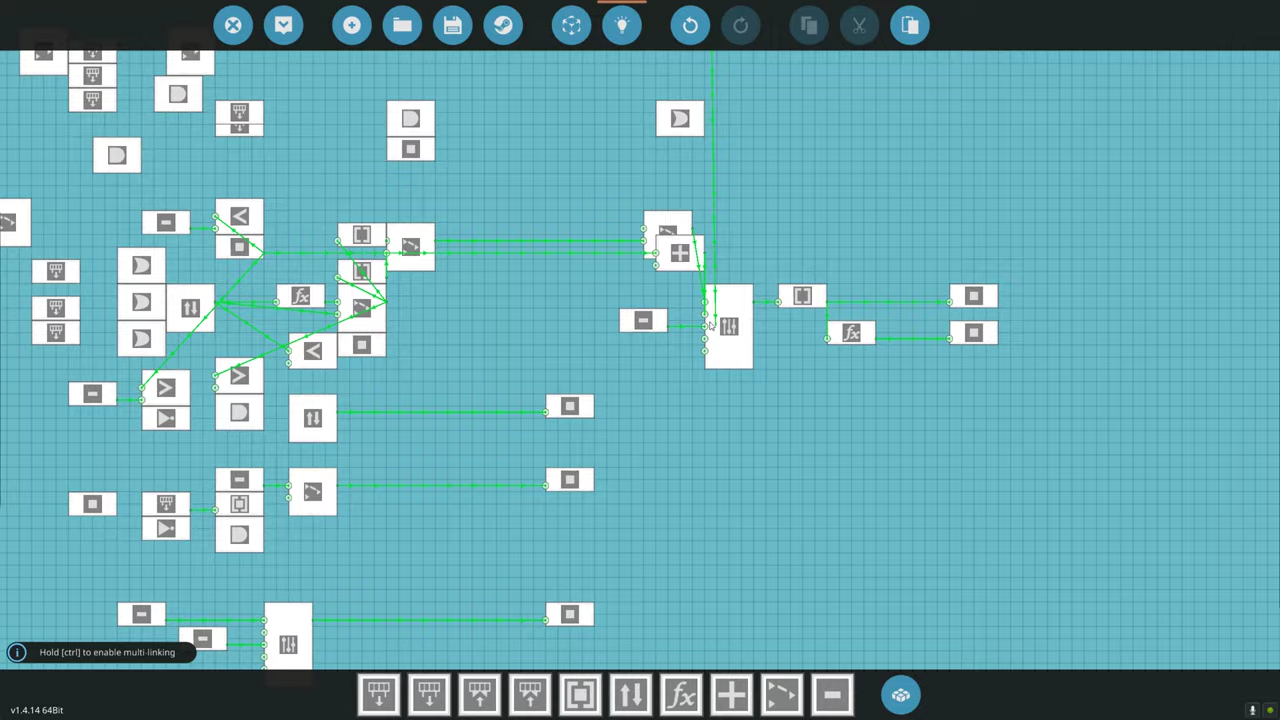 Hold [ctrl] to enable multi-linking
v1.4.14 64Bit